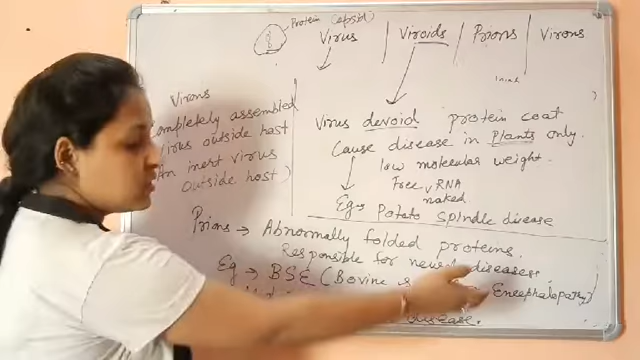 Protein (capsid)
Virus | Viroids | Prions | Virons
Virons
Completely assembled
virus outside host
(An inert virus
outside host)
Virus devoid protein coat
Cause disease in Plants only.
low molecular weight.
Free, RNA
naked
Eg → Potato Spindle disease
Prions → Abnormally folded proteins.
Responsible for diseases
Eg → BSE (Bovine Encephalopathy)
disease.